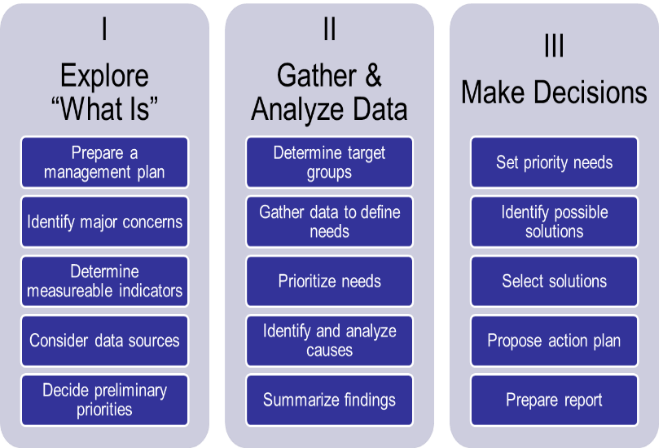 I
Explore
“What Is”
Prepare a
management plan
Identify major concerns
Determine
measureable indicators
Consider data sources
Decide preliminary
priorities
II
Gather &
Analyze Data
Determine target
groups
Gather data to define
needs
Prioritize needs
Identify and analyze
causes
Summarize findings
III
Make Decisions
Set priority needs
Identify possible
solutions
Select solutions
Propose action plan
Prepare report